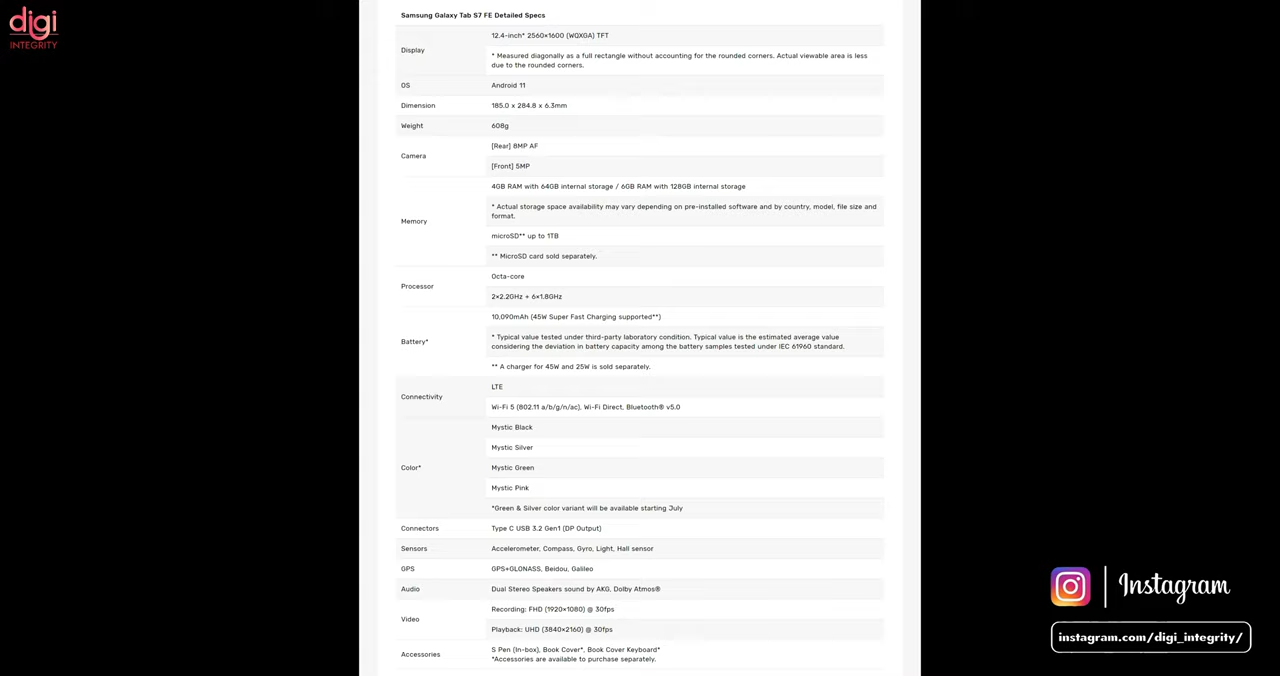 digi
INTEGRITY
Samsung Galaxy Tab S7 FE Detailed Specs
Display
12.4-inch* 2560×1600 (WQXGA) TFT
* Measured diagonally as a full rectangle without accounting for the rounded corners. Actual viewable area is less
due to the rounded corners.
OS
Android 11
Dimension
185.0 x 284.8 x 6.3mm
Weight
608g
Camera
[Rear] 8MP AF
[Front] 5MP
Memory
4GB RAM with 64GB internal storage / 6GB RAM with 128GB internal storage
* Actual storage space availability may vary depending on pre-installed software and by country, model, file size and
format.
microSD** up to 1TB
** MicroSD card sold separately.
Processor
Octa-core
2×2.2GHz + 6×1.8GHz
Battery*
10,090mAh (45W Super Fast Charging supported**)
* Typical value tested under third-party laboratory condition. Typical value is the estimated average value
considering the deviation in battery capacity among the battery samples tested under IEC 61960 standard.
** A charger for 45W and 25W is sold separately.
Connectivity
LTE
Wi-Fi 5 (802.11 a/b/g/n/ac), Wi-Fi Direct, Bluetooth® v5.0
Color*
Mystic Black
Mystic Silver
Mystic Green
Mystic Pink
*Green & Silver color variant will be available starting July
Connectors
Type C USB 3.2 Gen1 (DP Output)
Sensors
Accelerometer, Compass, Gyro, Light, Hall sensor
GPS
GPS+GLONASS, Beidou, Galileo
Audio
Dual Stereo Speakers sound by AKG, Dolby Atmos®
Video
Recording: FHD (1920×1080) @ 30fps
Playback: UHD (3840×2160) @ 30fps
Accessories
S Pen (In-box), Book Cover*, Book Cover Keyboard*
*Accessories are available to purchase separately.
Instagram
instagram.com/digi_integrity/